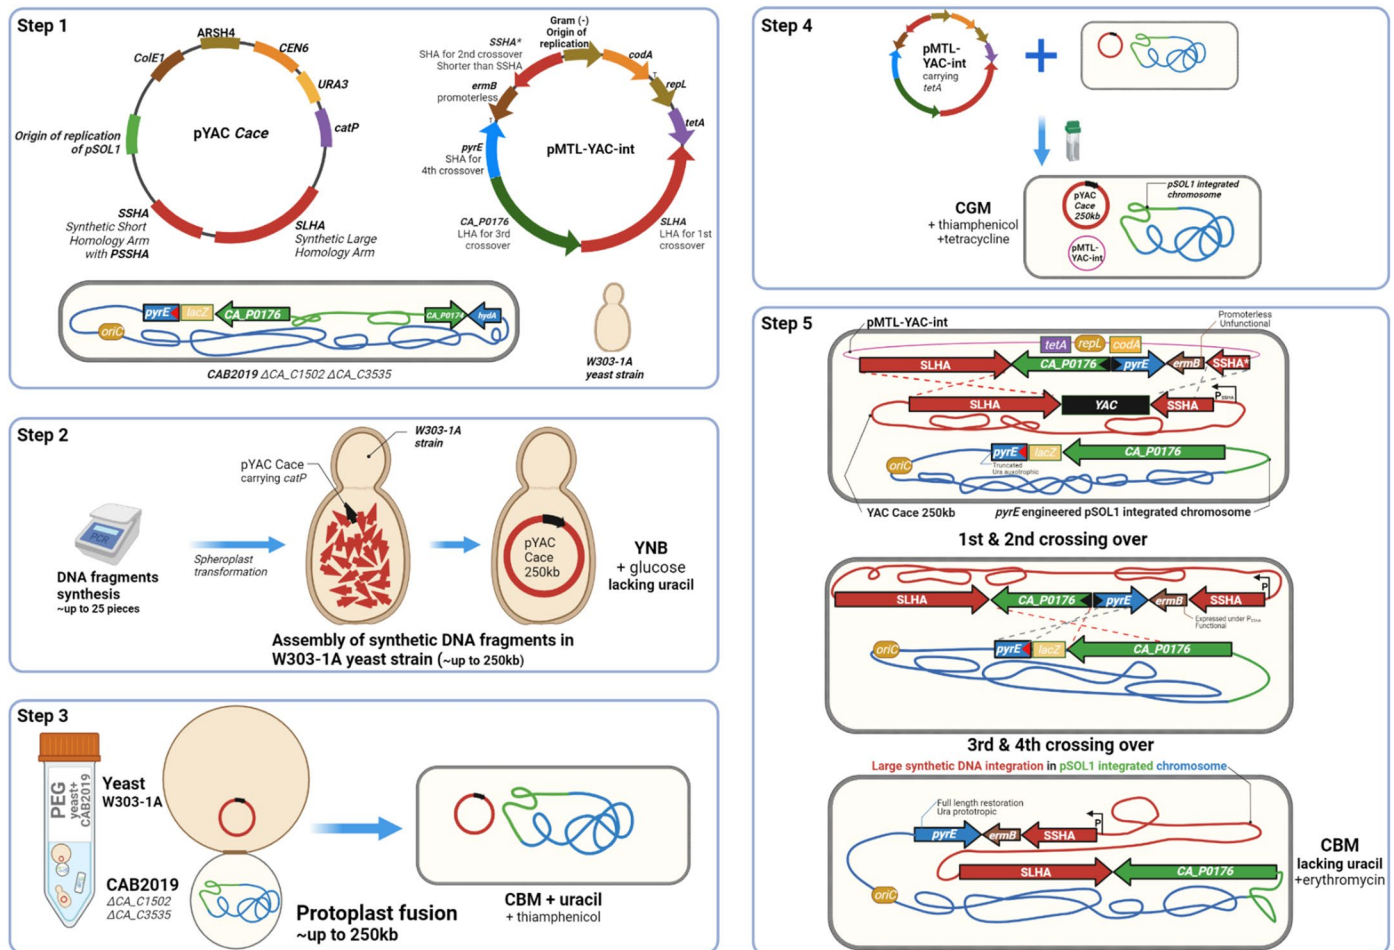 Step 1
ARSH4
ColE1
CEN6
URA3
catP
pYAC Cace
Origin of replication
of pSOL1
SSHA
Synthetic Short
Homology Arm
with PSSHA
SLHA
Synthetic Large
Homology Arm
Gram (-)
Origin of
replication
SSHA*
SHA for 2nd crossover
Shorter than SSHA
codA
T
repL
ermB
promoterless
tetA
T
pyrE
SHA for
4th crossover
pMTL-YAC-int
CA_P0176
LHA for 3rd
crossover
SLHA
LHA for 1st
crossover
pyrE
lacZ
CA_P0176
CA_P0174
hydA
oriC
CAB2019 ΔCA_C1502 ΔCA_C3535
W303-1A
yeast strain
Step 2
W303-1A
strain
pYAC Cace
carrying catP
PCR
DNA fragments
synthesis
~up to 25 pieces
Spheroplast
transformation
pYAC
Cace
250kb
YNB
+ glucose
lacking uracil
Assembly of synthetic DNA fragments in
W303-1A yeast strain (~up to 250kb)
Step 3
PEG
yeast+
CAB2019
Yeast
W303-1A
CAB2019
ΔCA_C1502
ΔCA_C3535
Protoplast fusion
~up to 250kb
CBM + uracil
+ thiamphenicol
Step 4
pMTL-
YAC-int
carrying
tetA
+
CGM
+ thiamphenicol
+tetracycline
pYAC
Cace
250kb
pMTL-
YAC-int
pSOL1 integrated
chromosome
Step 5
pMTL-YAC-int
Promoterless
Unfunctional
tetA
repL
codA
SLHA
CA_P0176
pyrE
ermB
SSHA*
SLHA
YAC
SSHA
PSSHA
pyrE
lacZ
CA_P0176
Truncated
Ura auxotrophic
oriC
YAC Cace 250kb
pyrE engineered pSOL1 integrated chromosome
1st & 2nd crossing over
P
SLHA
CA_P0176
pyrE
ermB
SSHA
Expressed under PSSHA
Functional
oriC
pyrE
lacZ
CA_P0176
3rd & 4th crossing over
Large synthetic DNA integration in pSOL1 integrated chromosome
Full length restoration
Ura prototropic
P
pyrE
ermB
SSHA
SLHA
CA_P0176
oriC
CBM
lacking uracil
+erythromycin